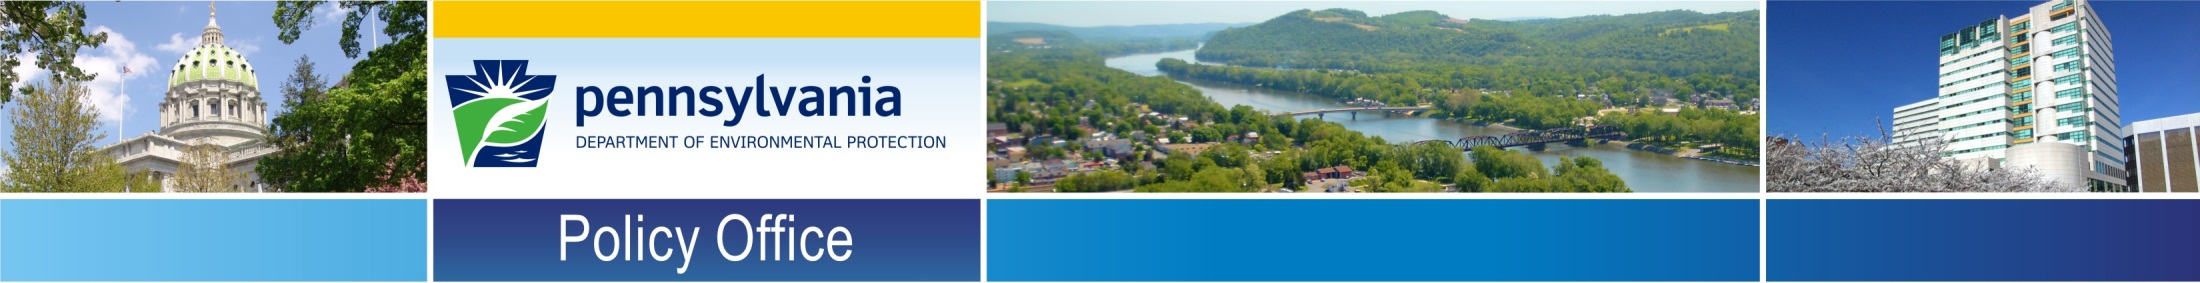 pennsylvania
DEPARTMENT OF ENVIRONMENTAL PROTECTION
Policy Office